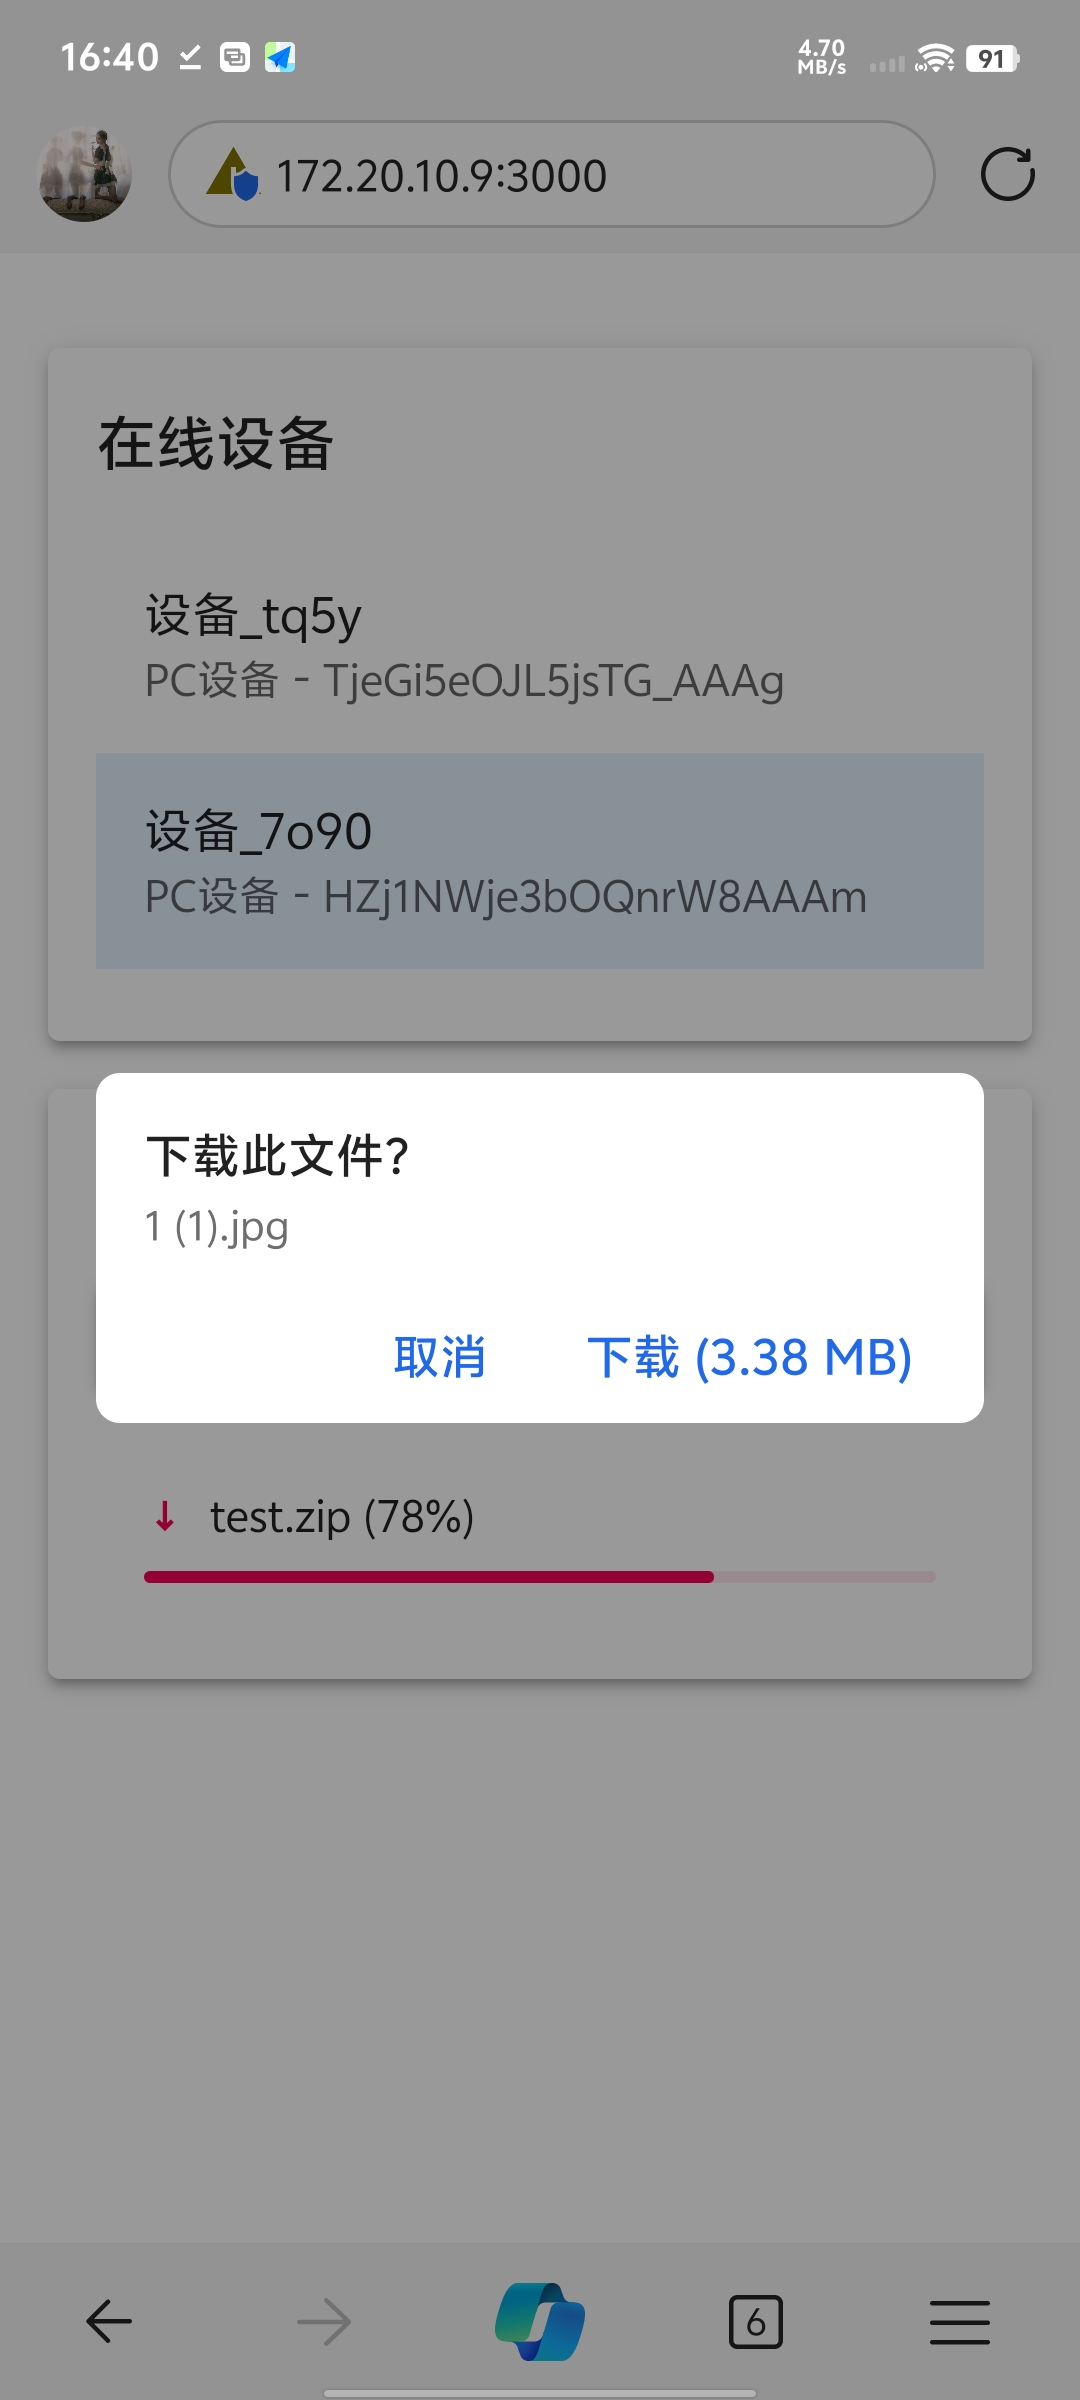 16:40
4.70
MB/s
91
172.20.10.9:3000
在线设备
设备_tq5y
PC设备 - TjeGi5eOJL5jsTG_AAAg
设备_7o90
PC设备 - HZj1NWje3bOQnrW8AAAm
下载此文件?
1 (1).jpg
取消 下载 (3.38 MB)
test.zip (78%)
6